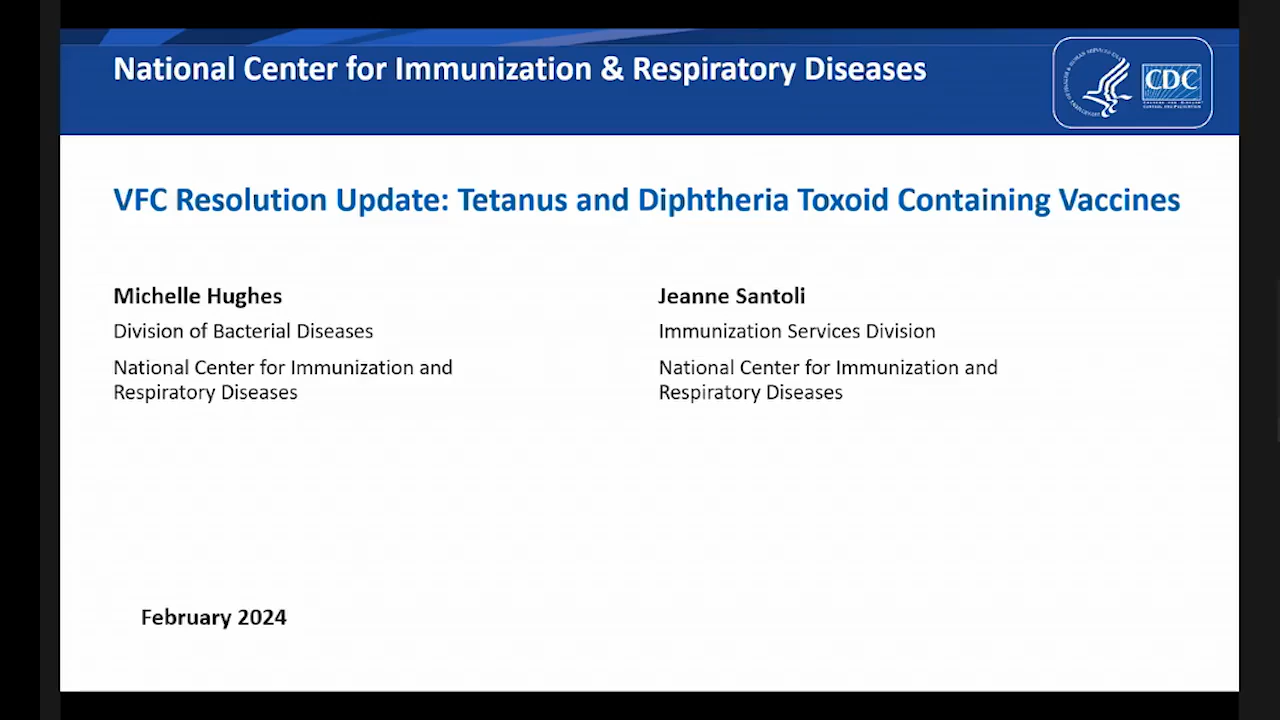 National Center for Immunization & Respiratory Diseases
CDC
VFC Resolution Update: Tetanus and Diphtheria Toxoid Containing Vaccines
Michelle Hughes
Division of Bacterial Diseases
National Center for Immunization and
Respiratory Diseases
Jeanne Santoli
Immunization Services Division
National Center for Immunization and
Respiratory Diseases
February 2024